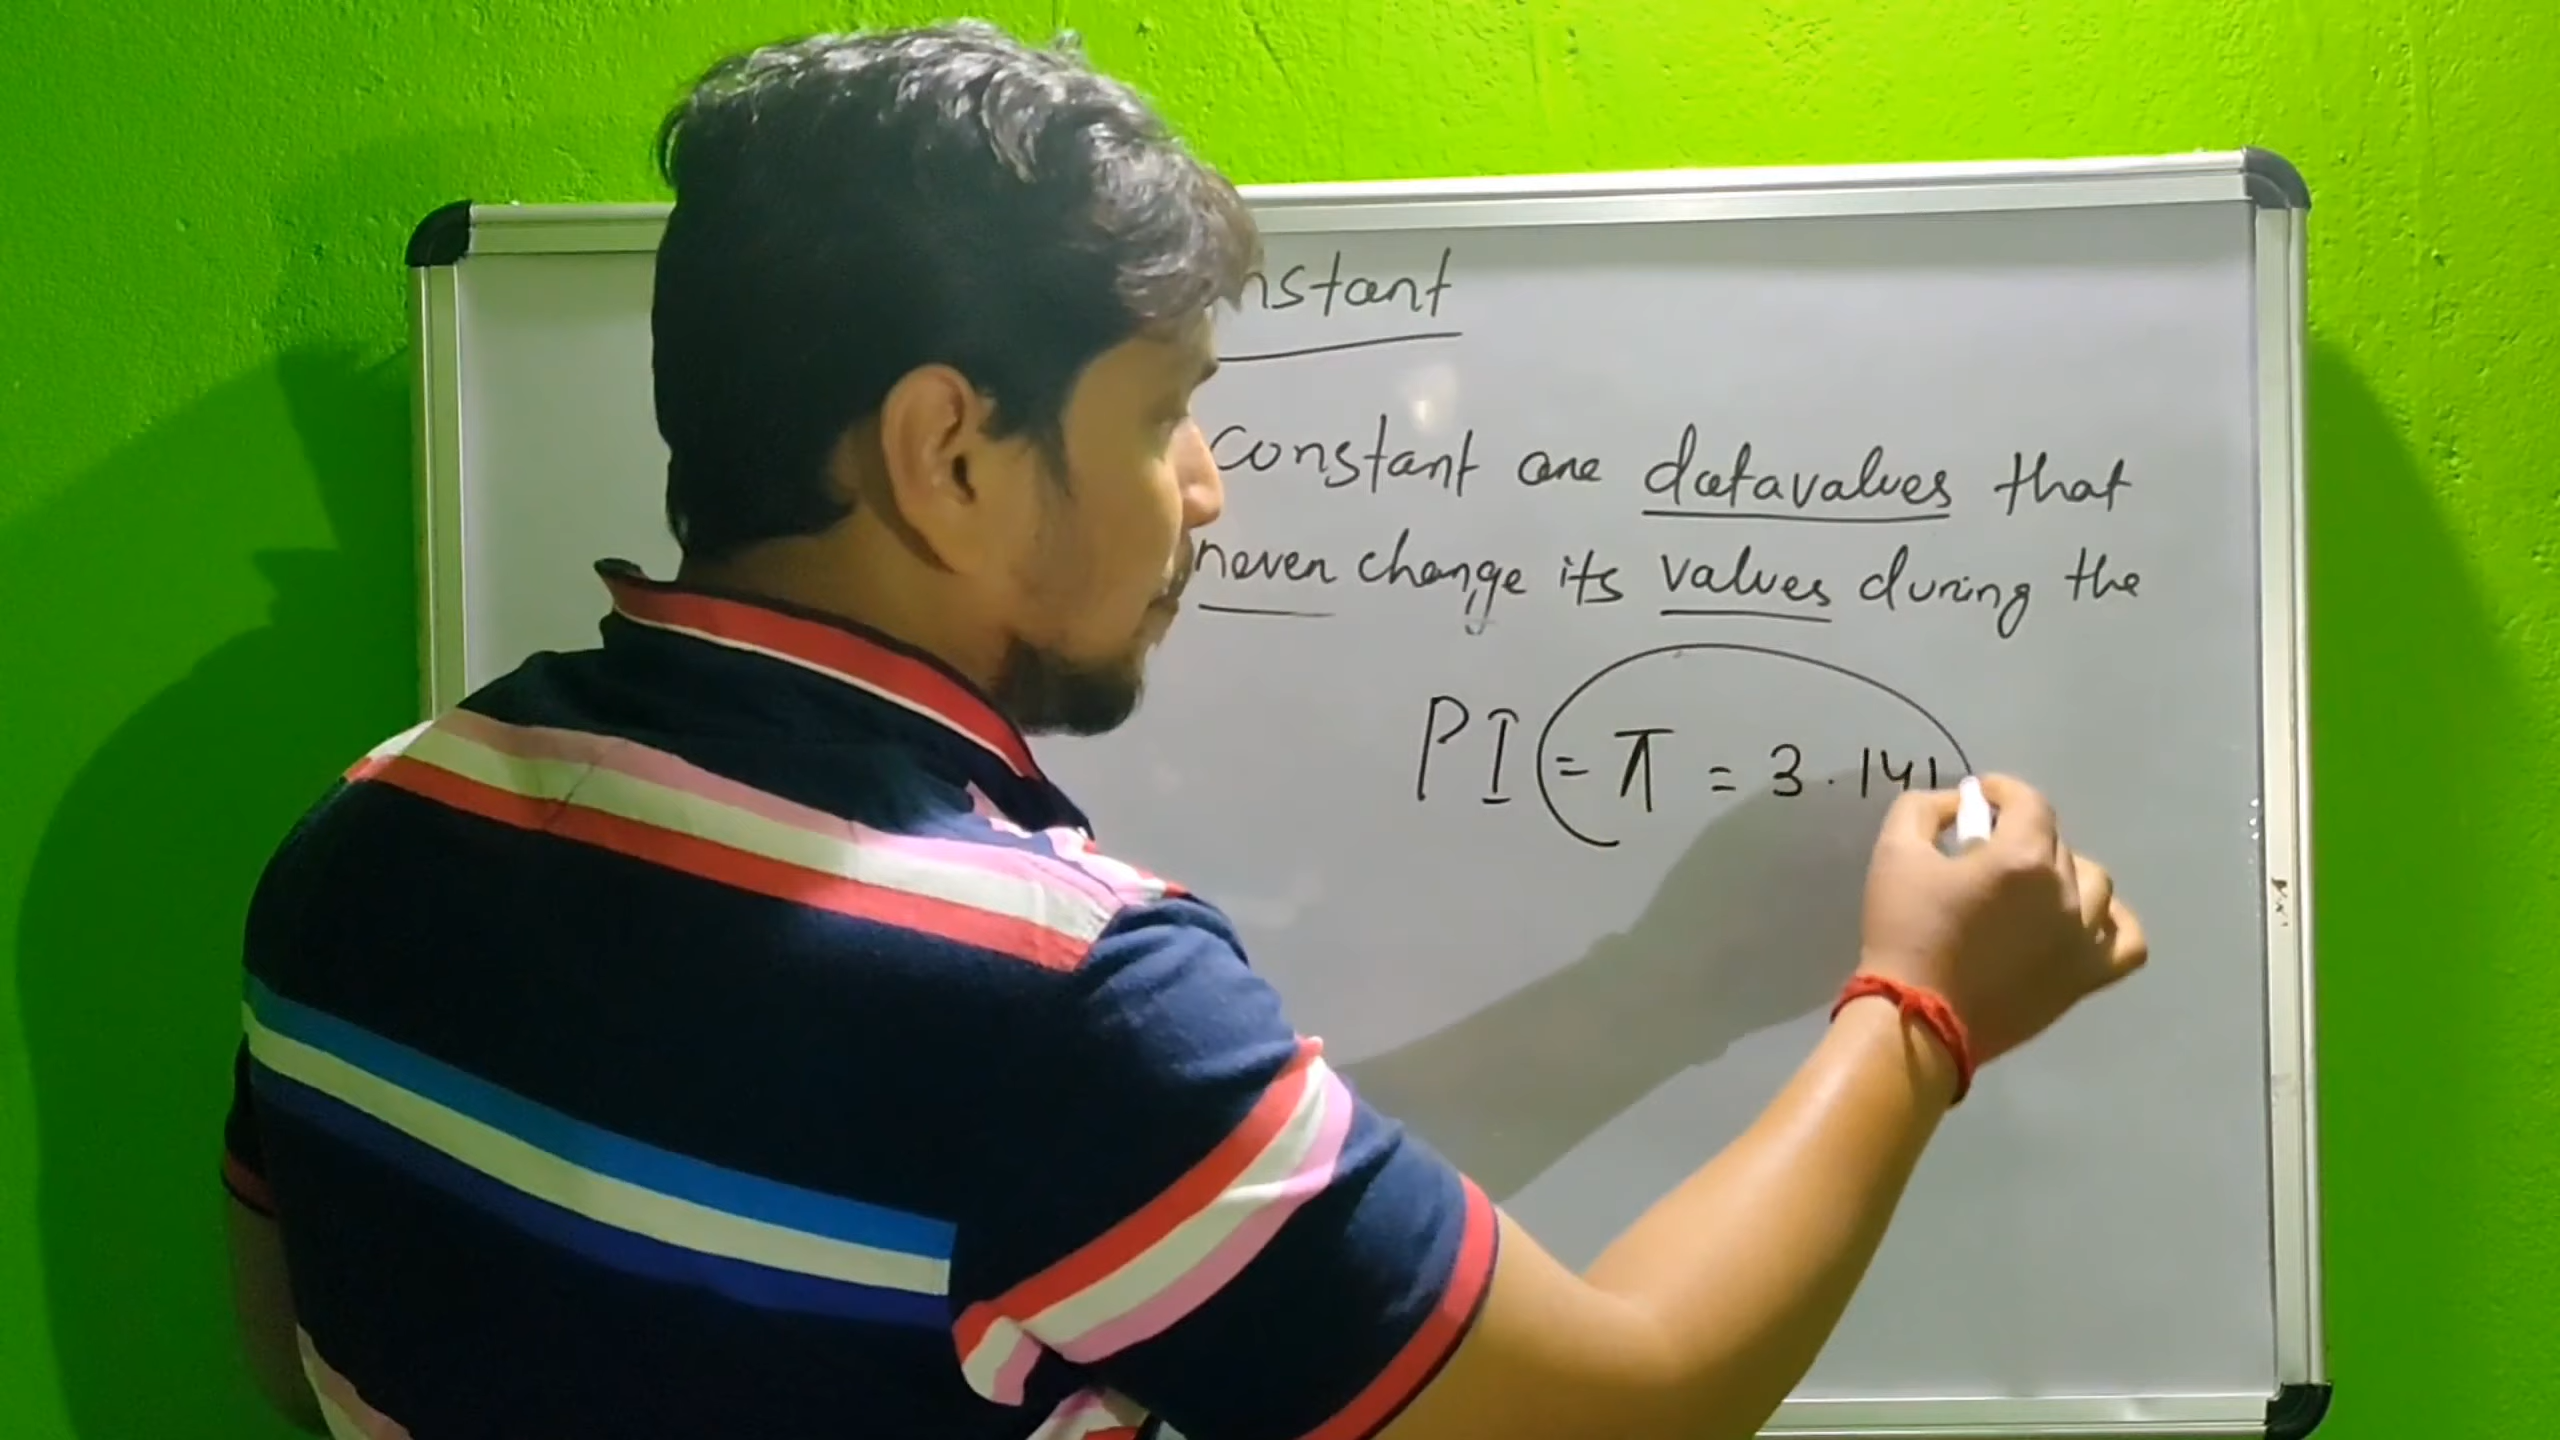 nstant
constant are datavalues that
never change its values during the
PI = π = 3.141